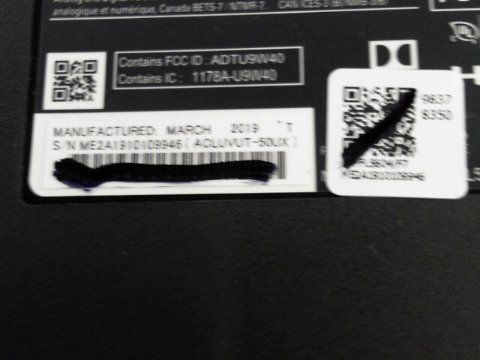 analogique et numérique, Canada BETS-7 / NTMR-7. CAN ICES-3 (B)/NMB-3(B)
Contains FCC ID: ADTU9W40
Contains IC: 1178A-U9W40
UL
MANUFACTURED: MARCH 2019 T
S/N ME2A1910109946 (ACLUVUT-50UX)
9837
8350
ME2A1910109946